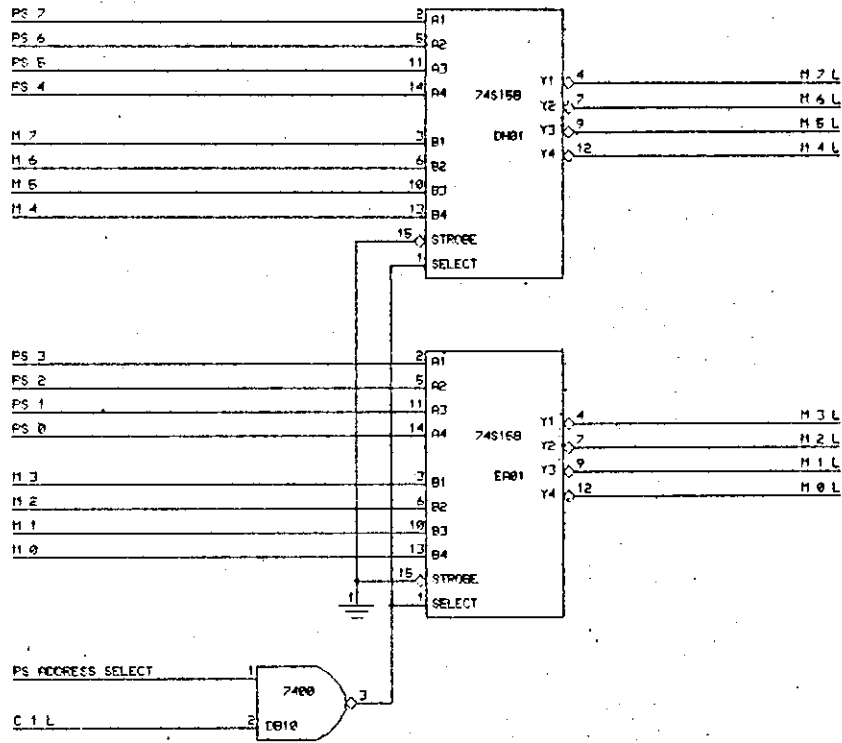 PS 7 2 A1
PS 6 5 A2
PS 5 11 A3
PS 4 14 A4
74S158
DH01
Y1 4 M 7 L
Y2 7 M 6 L
Y3 9 M 5 L
Y4 12 M 4 L
M 7 3 B1
M 6 6 B2
M 5 10 B3
M 4 13 B4
15 STROBE
1 SELECT
PS 3 2 A1
PS 2 5 A2
PS 1 11 A3
PS 0 14 A4
74S158
EA01
Y1 4 M 3 L
Y2 7 M 2 L
Y3 9 M 1 L
Y4 12 M 0 L
M 3 3 B1
M 2 6 B2
M 1 10 B3
M 0 13 B4
15 STROBE
1 1 SELECT
PS ADDRESS SELECT 1
7400 3
C 1 L 2 DB10